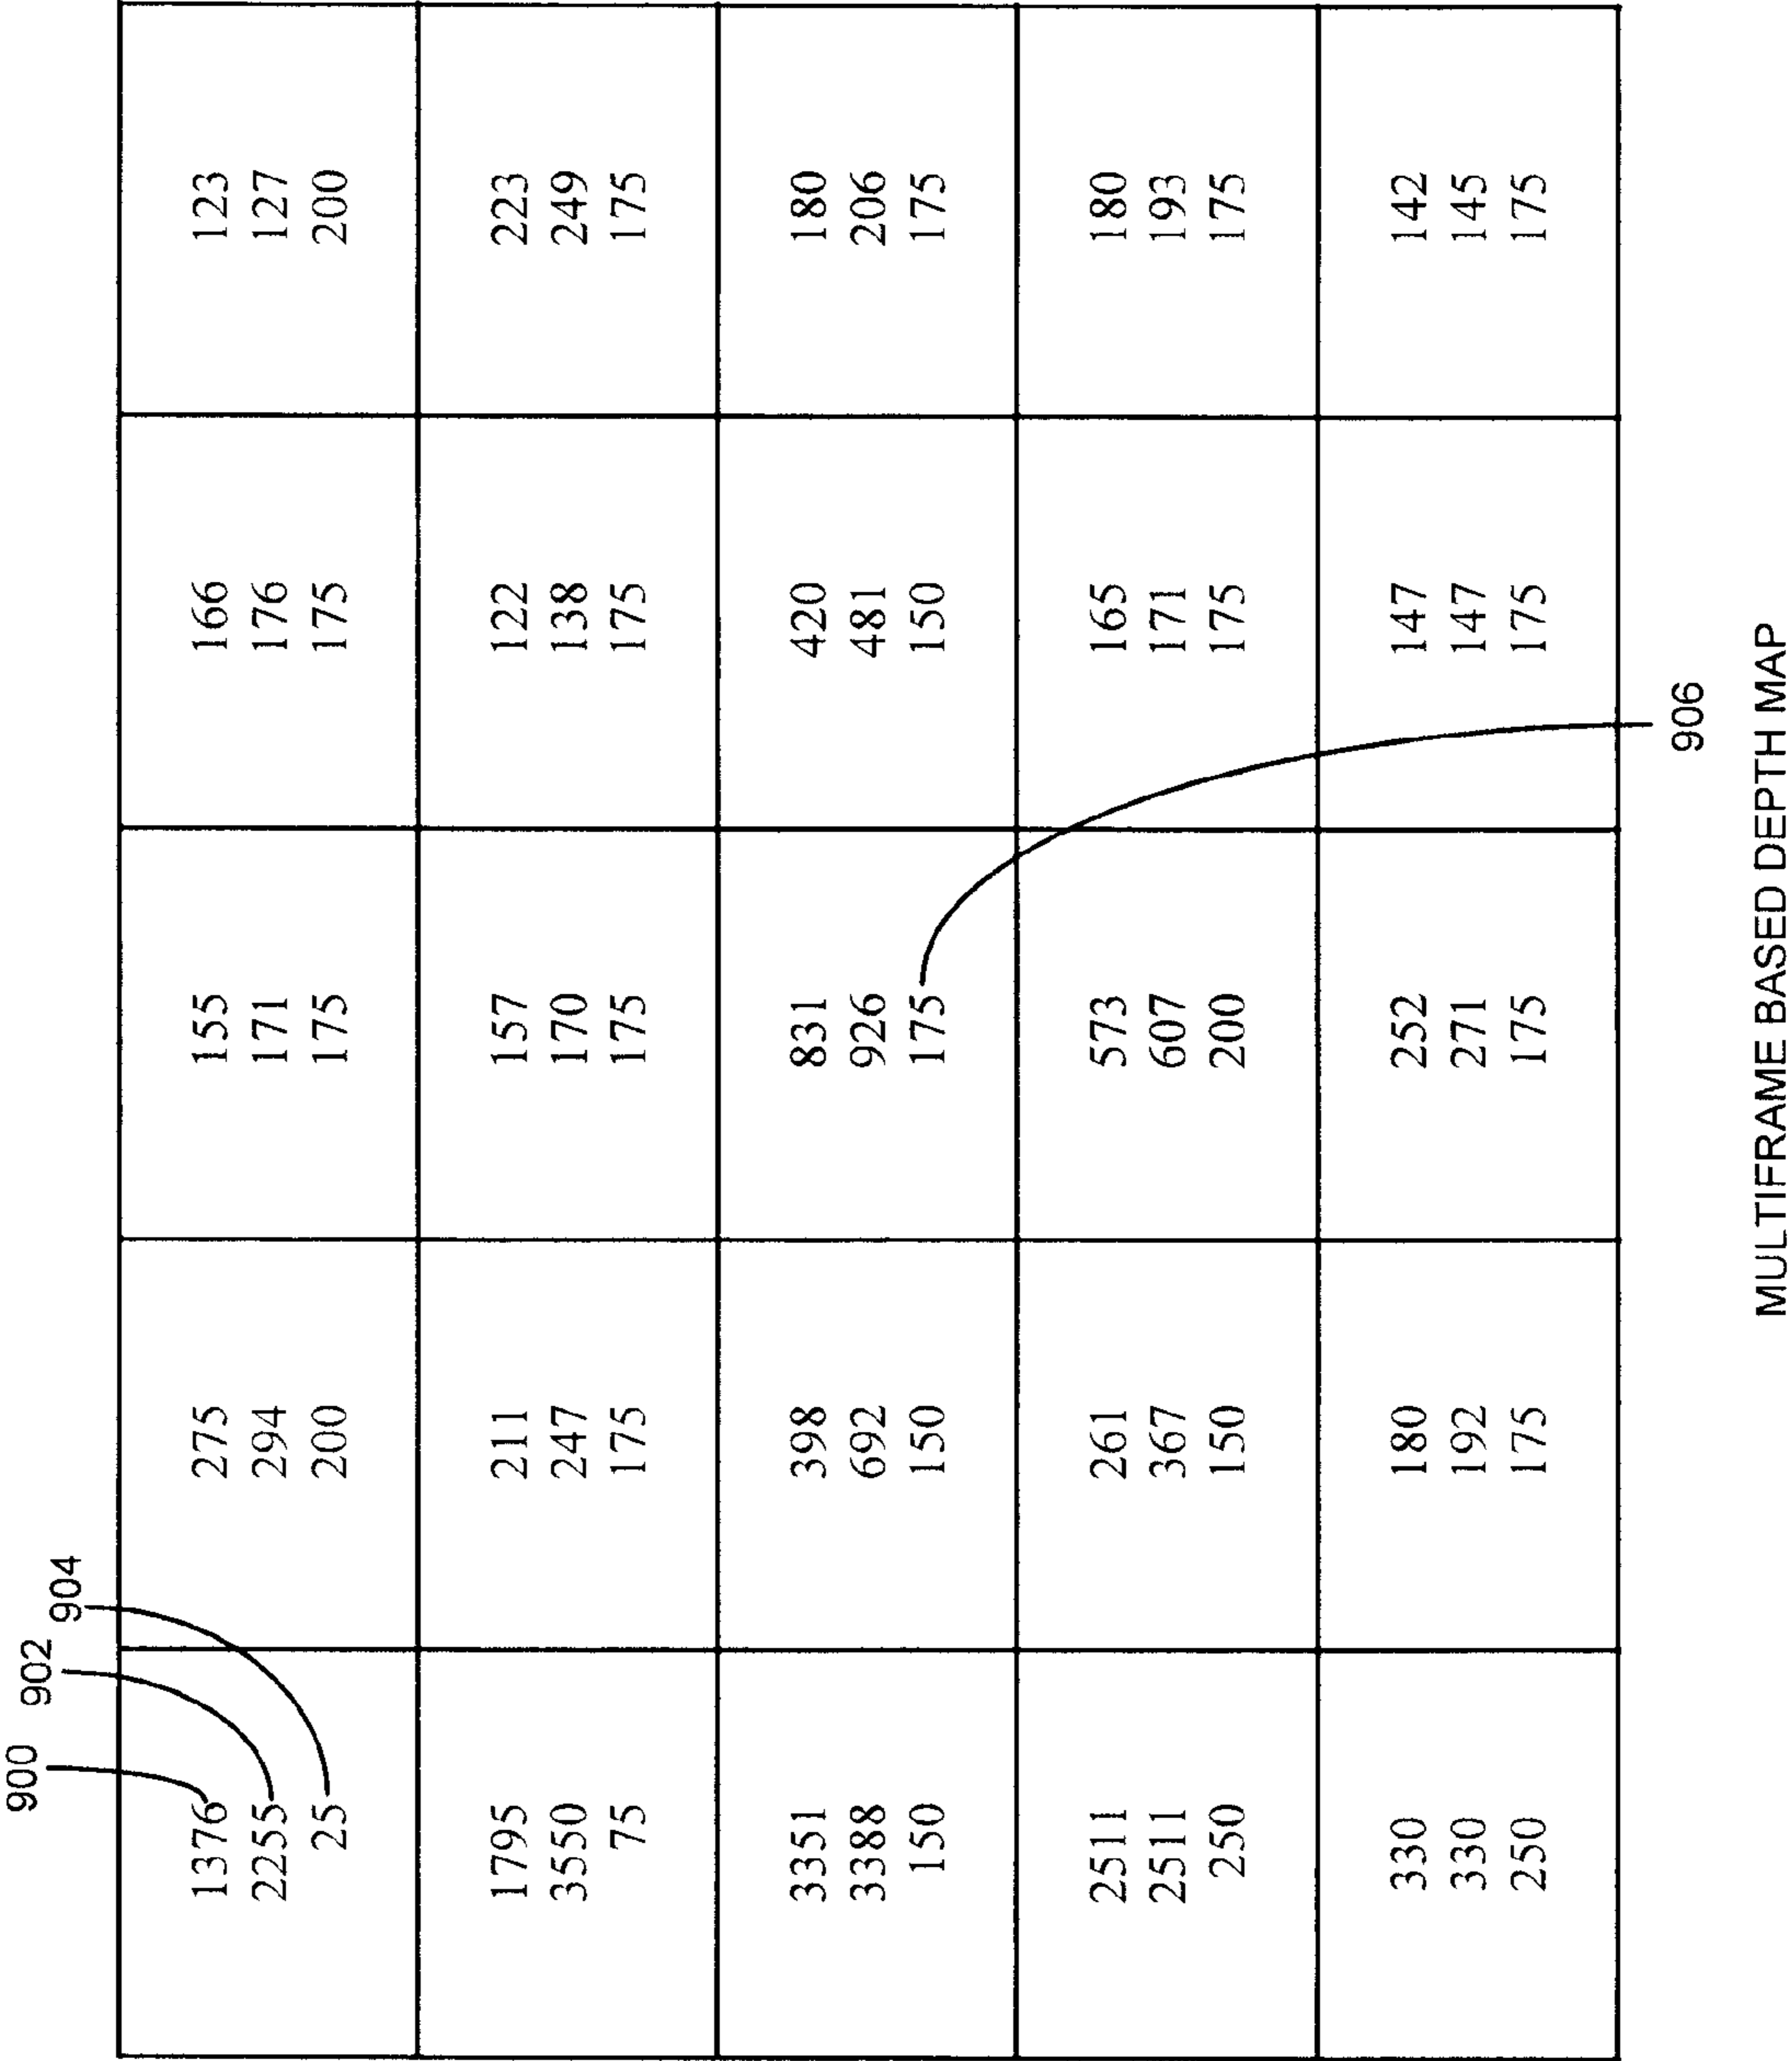 900 902 904
1376 275 155 166 123
2255 294 171 176 127
25 200 175 175 200
1795 211 157 122 223
3550 247 170 138 249
75 175 175 175 175
3351 398 831 420 180
3388 692 926 481 206
150 150 175 150 175
2511 261 573 165 180
2511 367 607 171 193
250 150 200 175 175
330 180 252 147 142
330 192 271 147 145
250 175 175 175 175
906
MULTIFRAME BASED DEPTH MAP